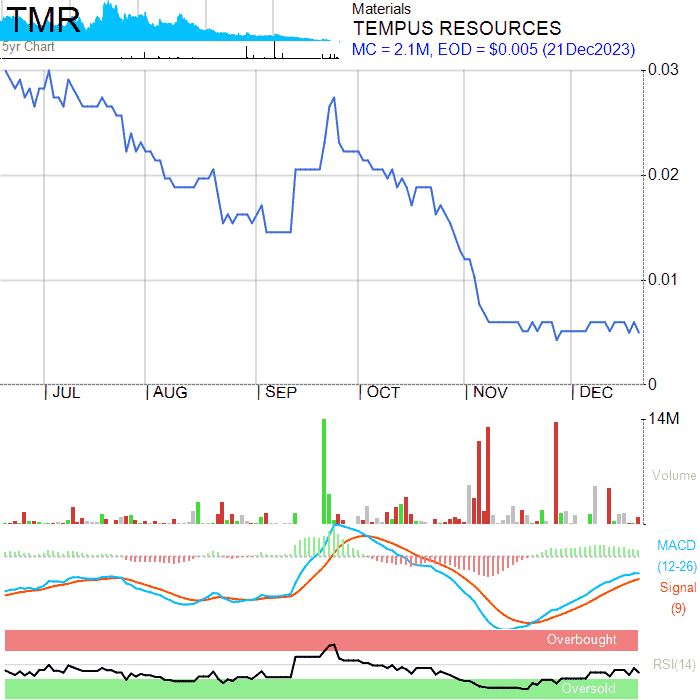 TMR
5yr Chart
Materials
TEMPUS RESOURCES
MC = 2.1M, EOD = $0.005 (21Dec2023)
0.03
0.02
0.01
0
JUL
AUG
SEP
OCT
NOV
DEC
14M
Volume
MACD
(12-26)
Signal
(9)
Overbought
RSI(14)
Oversold